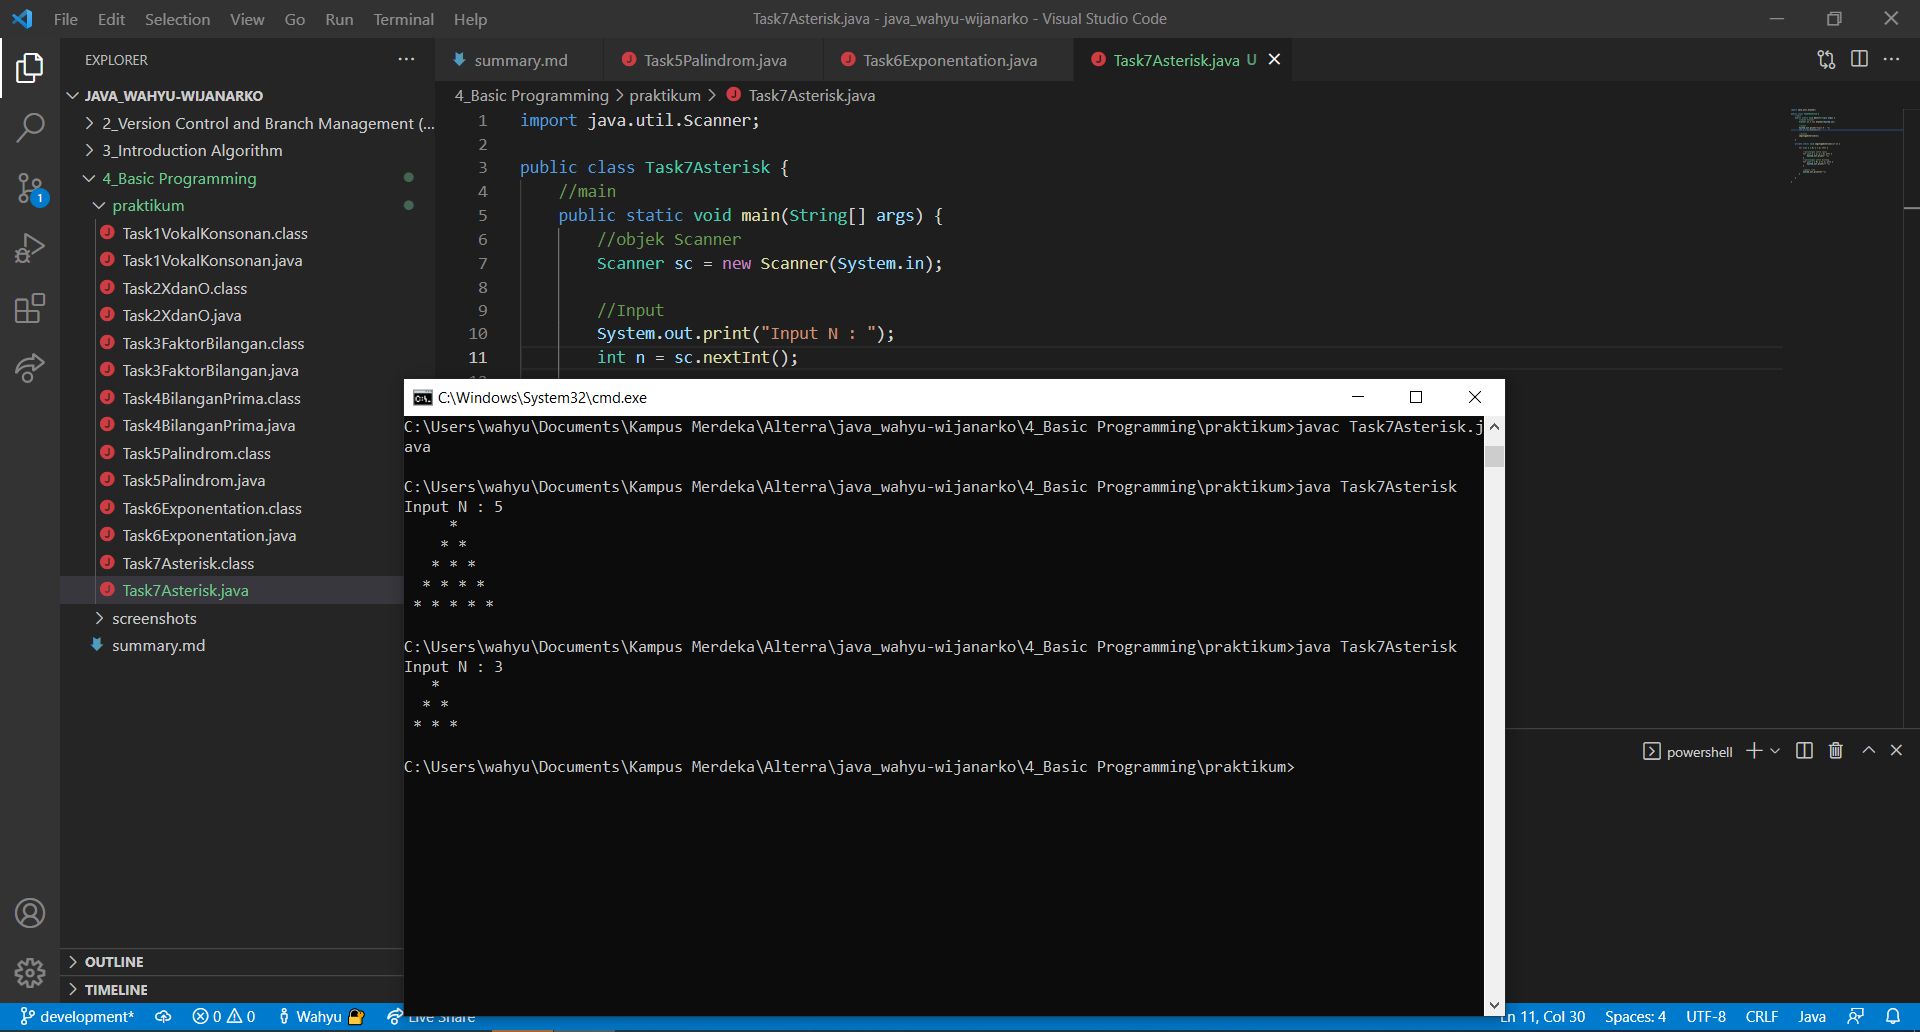 File Edit Selection View Go Run Terminal Help
Task7Asterisk.java - java_wahyu-wijanarko - Visual Studio Code
EXPLORER
JAVA_WAHYU-WIJANARKO
2_Version Control and Branch Management (...
3_Introduction Algorithm
4_Basic Programming
praktikum
Task1VokalKonsonan.class
Task1VokalKonsonan.java
Task2XdanO.class
Task2XdanO.java
Task3FaktorBilangan.class
Task3FaktorBilangan.java
Task4BilanganPrima.class
Task4BilanganPrima.java
Task5Palindrom.class
Task5Palindrom.java
Task6Exponentation.class
Task6Exponentation.java
Task7Asterisk.class
Task7Asterisk.java
screenshots
summary.md
OUTLINE
TIMELINE
1
summary.md Task5Palindrom.java Task6Exponentation.java Task7Asterisk.java U
4_Basic Programming > praktikum > Task7Asterisk.java
1 import java.util.Scanner;
2
3 public class Task7Asterisk {
4 //main
5 public static void main(String[] args) {
6 //objek Scanner
7 Scanner sc = new Scanner(System.in);
8
9 //Input
10 System.out.print("Input N : ");
11 int n = sc.nextInt();
C:\Windows\System32\cmd.exe
C:\Users\wahyu\Documents\Kampus Merdeka\Alterra\java_wahyu-wijanarko\4_Basic Programming\praktikum>javac Task7Asterisk.j
ava
C:\Users\wahyu\Documents\Kampus Merdeka\Alterra\java_wahyu-wijanarko\4_Basic Programming\praktikum>java Task7Asterisk
Input N : 5
*
* *
* * *
* * * *
* * * * *
C:\Users\wahyu\Documents\Kampus Merdeka\Alterra\java_wahyu-wijanarko\4_Basic Programming\praktikum>java Task7Asterisk
Input N : 3
*
* *
* * *
C:\Users\wahyu\Documents\Kampus Merdeka\Alterra\java_wahyu-wijanarko\4_Basic Programming\praktikum>
powershell
development* 0 0 Wahyu Live Share
Ln 11, Col 30 Spaces: 4 UTF-8 CRLF Java